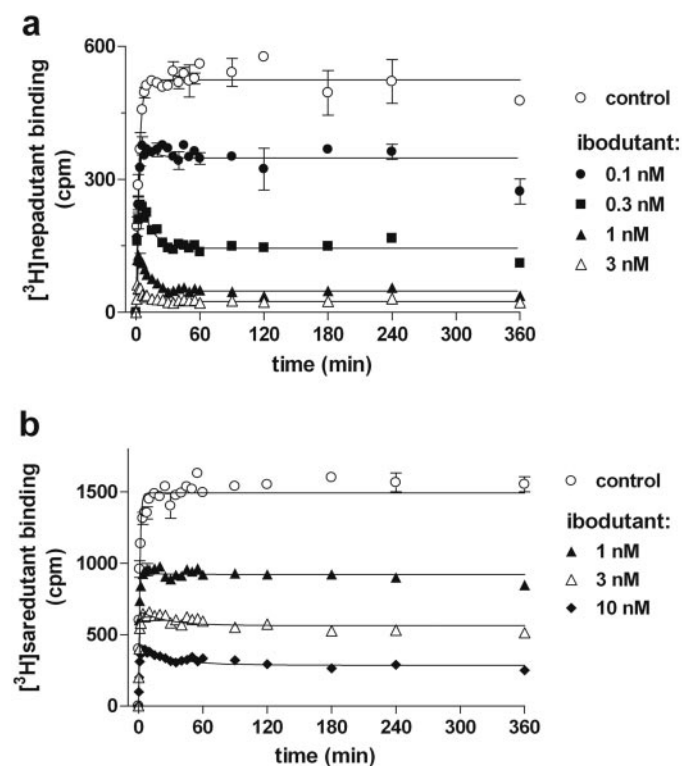 a
600
300
0
[³H]nepadutant binding
(cpm)
0 60 120 180 240 300 360
time (min)
control
ibodutant:
0.1 nM
0.3 nM
1 nM
3 nM
b
1500
1000
500
0
[³H]saredutant binding
(cpm)
0 60 120 180 240 300 360
time (min)
control
ibodutant:
1 nM
3 nM
10 nM